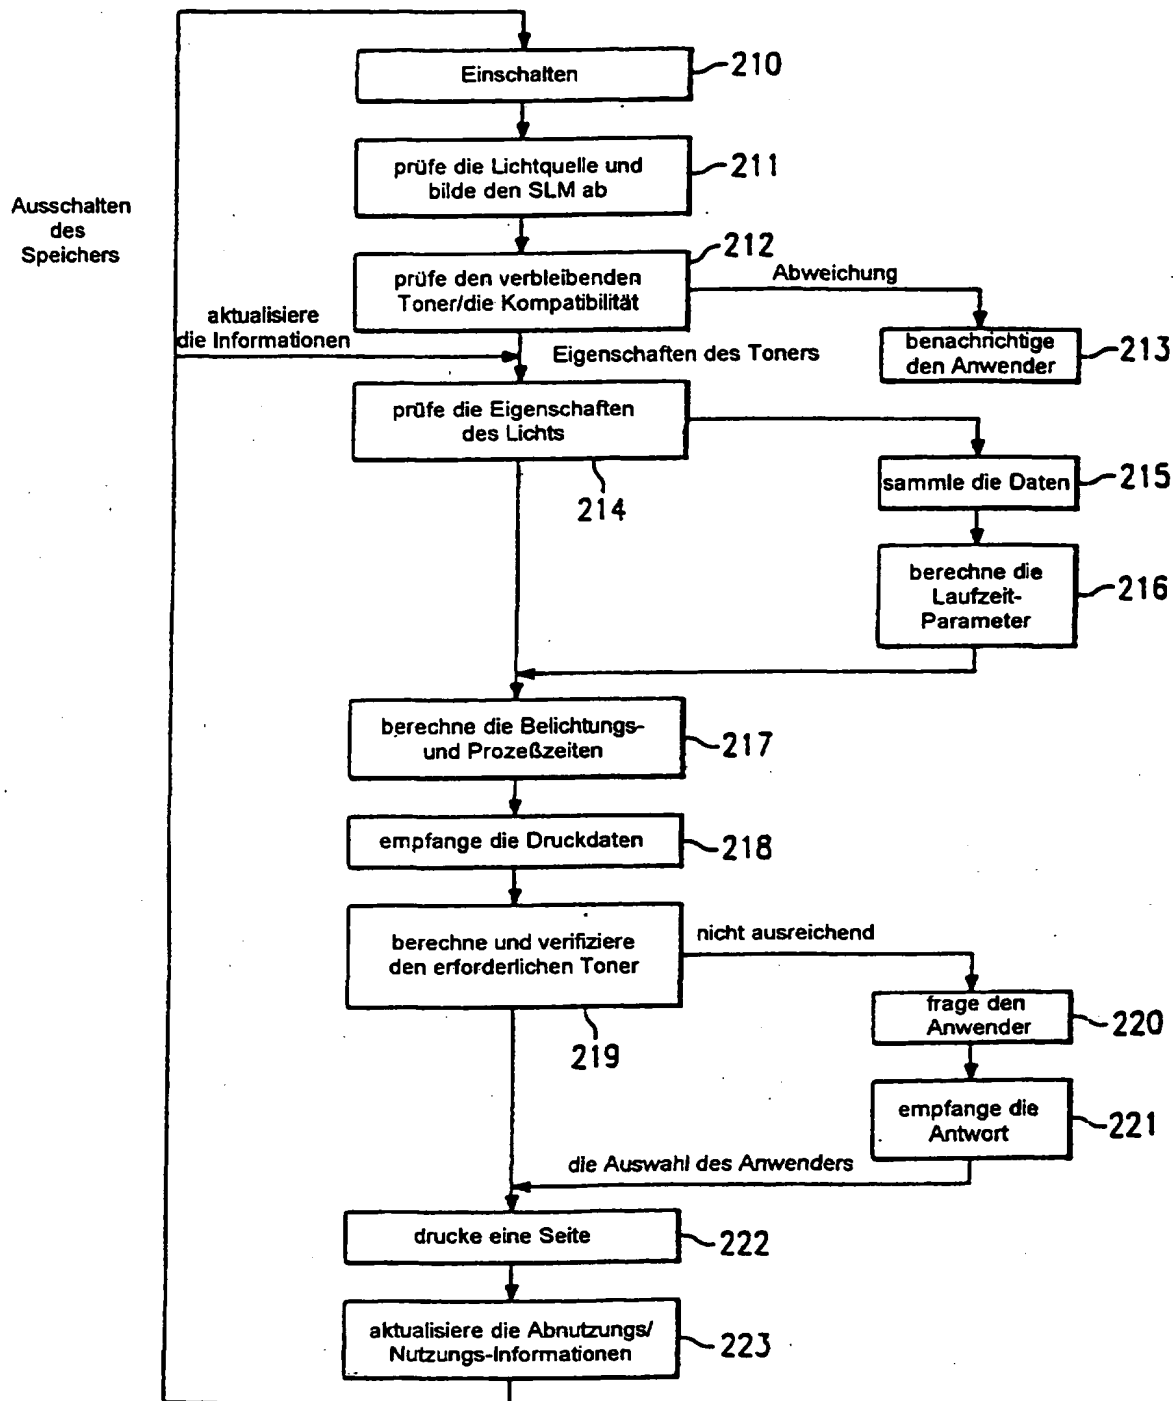 Einschalten
210
prüfe die Lichtquelle und
bilde den SLM ab
211
Ausschalten
des
Speichers
212
prüfe den verbleibenden
Toner/die Kompatibilität
Abweichung
aktualisiere
die Informationen
Eigenschaften des Toners
benachrichtige
den Anwender
213
prüfe die Eigenschaften
des Lichts
214
sammle die Daten
215
berechne die
Laufzeit-
Parameter
216
berechne die Belichtungs-
und Prozeßzeiten
217
empfange die Druckdaten
218
berechne und verifiziere
den erforderlichen Toner
nicht ausreichend
219
frage den
Anwender
220
empfange die
Antwort
221
die Auswahl des Anwenders
drucke eine Seite
222
aktualisiere die Abnutzungs/
Nutzungs-Informationen
223